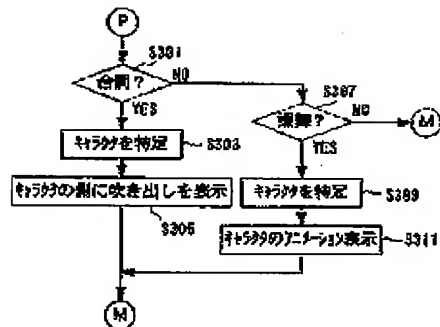 P
S301
合図?
NO
YES
S307
NO
M
YES
キャラクタを特定
S303
キャラクタの側に吹き出しを表示
S305
キャラクタを特定
S309
キャラクタのアニメーション表示
S311
M